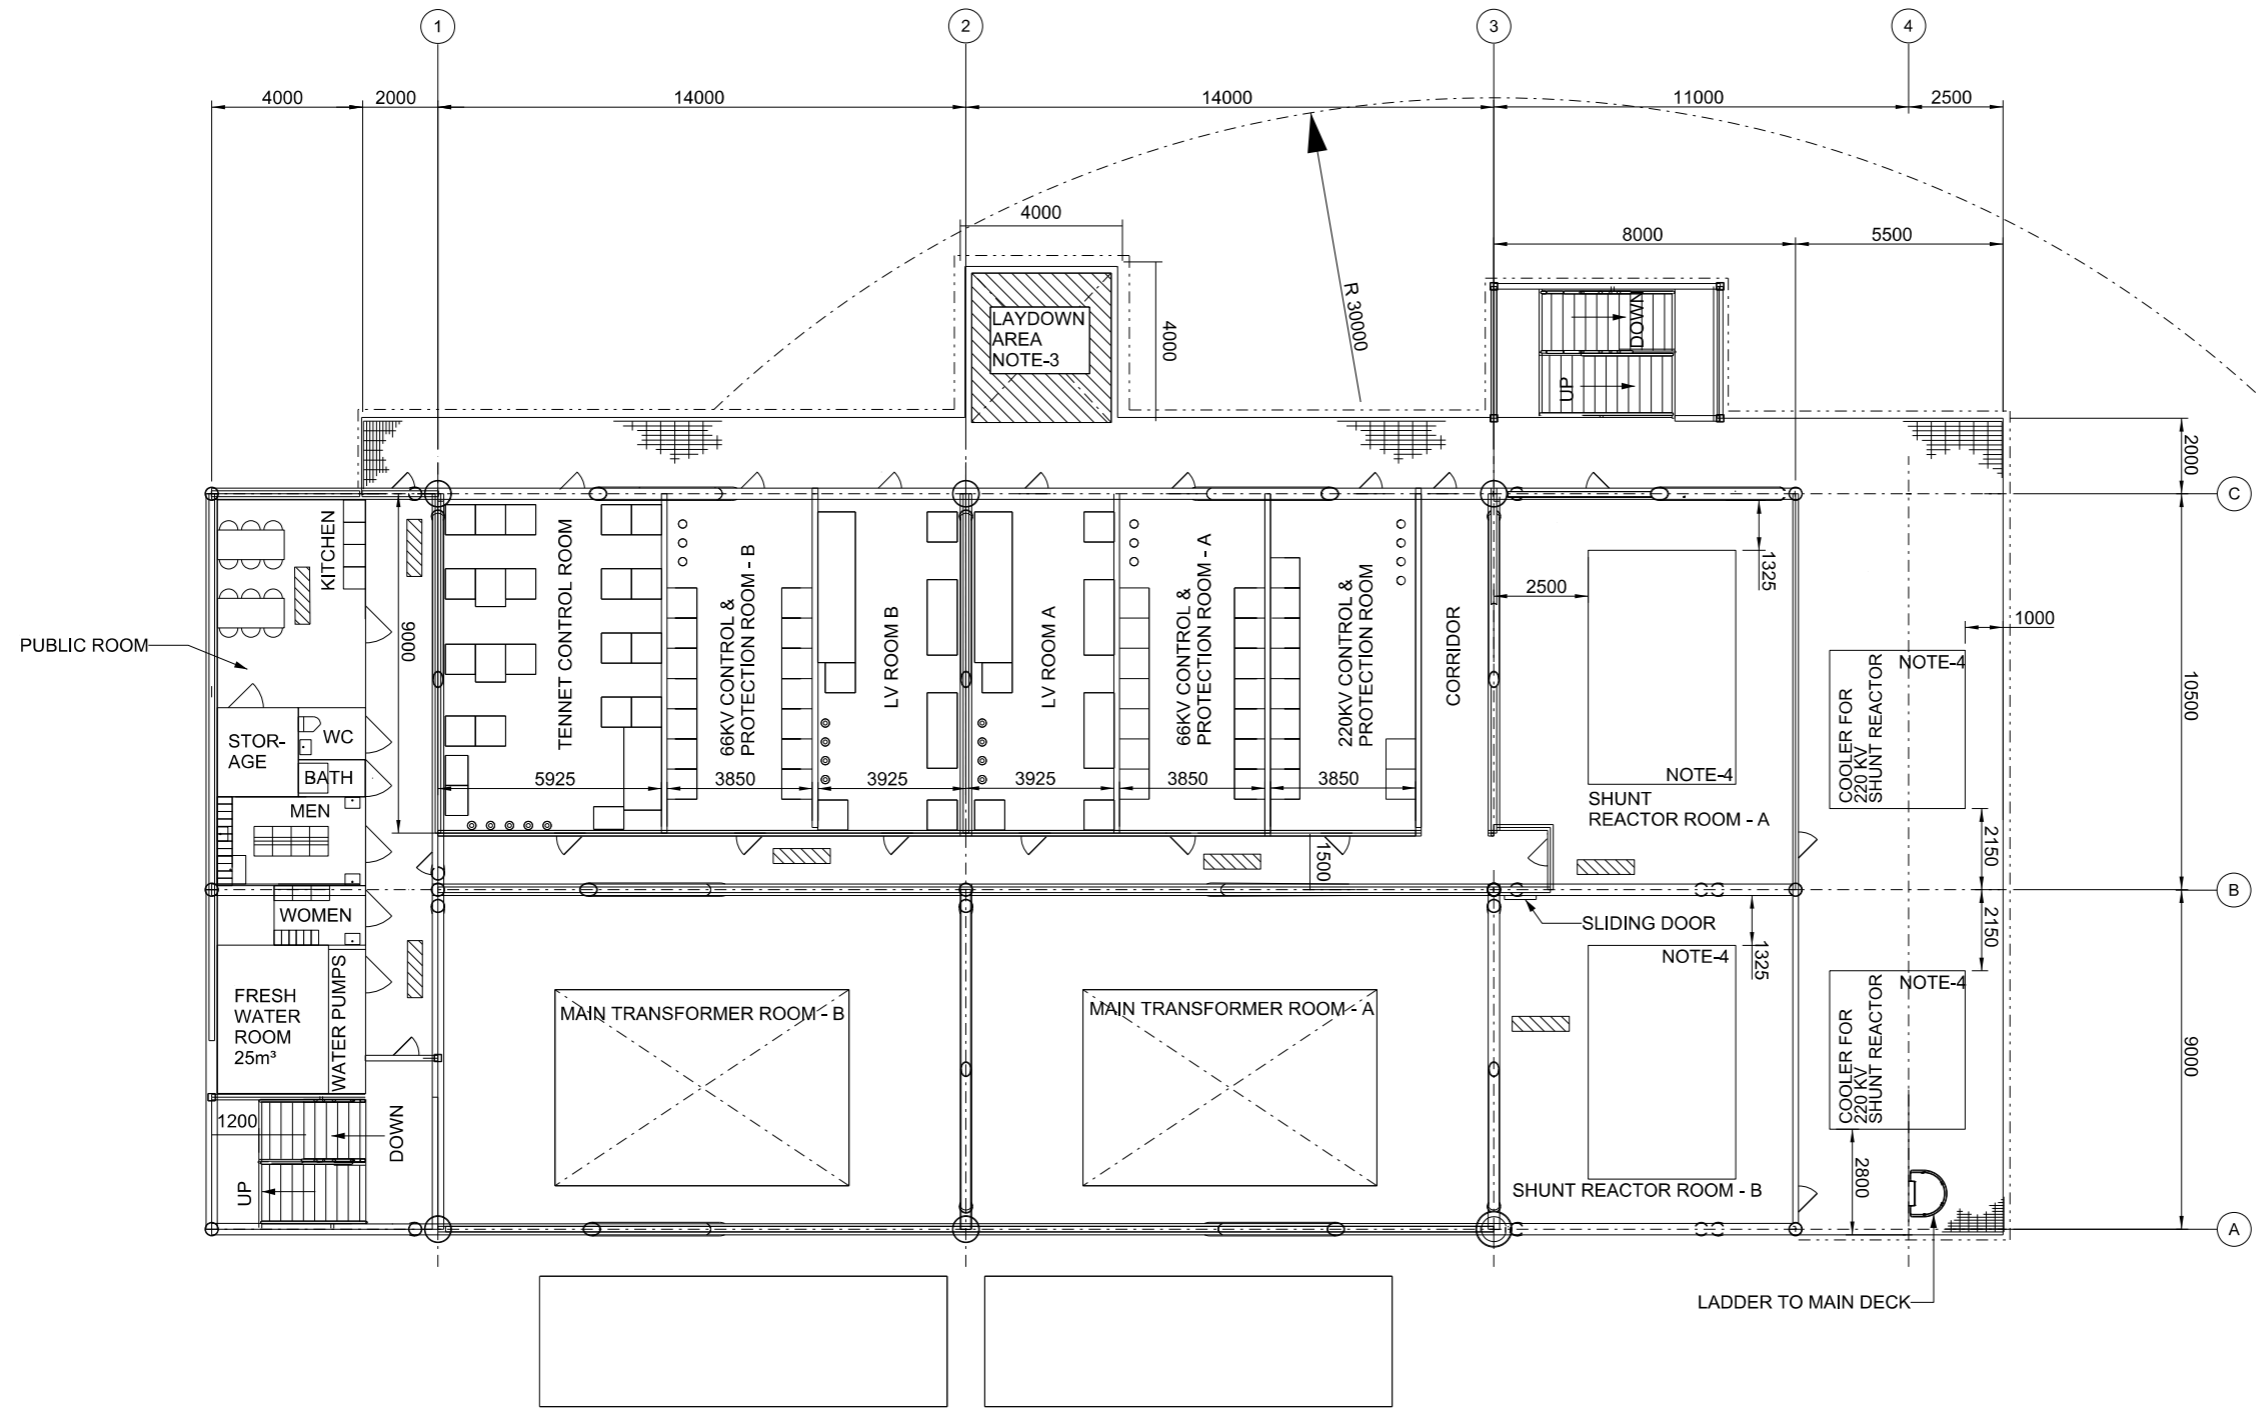 1
2
3
4
4000
2000
14000
14000
11000
2500
4000
8000
5500
LAYDOWN
AREA
NOTE-3
4000
R 30000
DOWN
UP
2000
C
KITCHEN
PUBLIC ROOM
9000
TENNET CONTROL ROOM
66KV CONTROL &
PROTECTION ROOM - B
LV ROOM B
LV ROOM A
66KV CONTROL &
PROTECTION ROOM - A
220KV CONTROL &
PROTECTION ROOM
CORRIDOR
1325
2500
1000
10500
NOTE-4
COOLER FOR
220 KV
SHUNT REACTOR
STOR-
AGE
WC
BATH
MEN
5925
3850
3925
3925
3850
3850
NOTE-4
SHUNT
REACTOR ROOM - A
1500
2150
B
WOMEN
SLIDING DOOR
2150
1325
NOTE-4
NOTE-4
COOLER FOR
220 KV
SHUNT REACTOR
FRESH
WATER
ROOM
25m³
WATER PUMPS
MAIN TRANSFORMER ROOM - B
MAIN TRANSFORMER ROOM - A
9000
1200
DOWN
UP
2800
SHUNT REACTOR ROOM - B
A
LADDER TO MAIN DECK